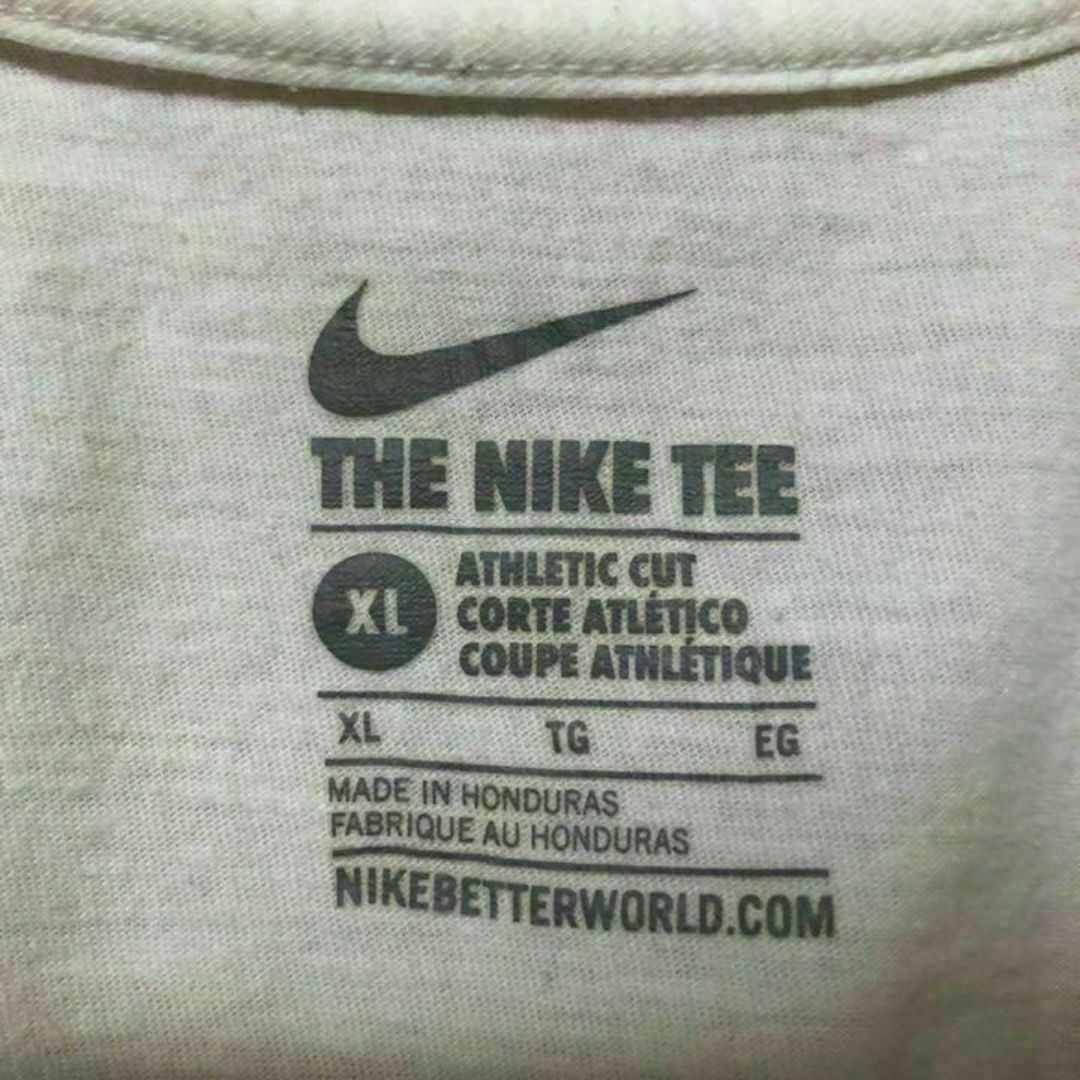 THE NIKE TEE
XL
ATHLETIC CUT
CORTE ATLÉTICO
COUPE ATHLÉTIQUE
XL TG EG
MADE IN HONDURAS
FABRIQUE AU HONDURAS
NIKEBETTERWORLD.COM